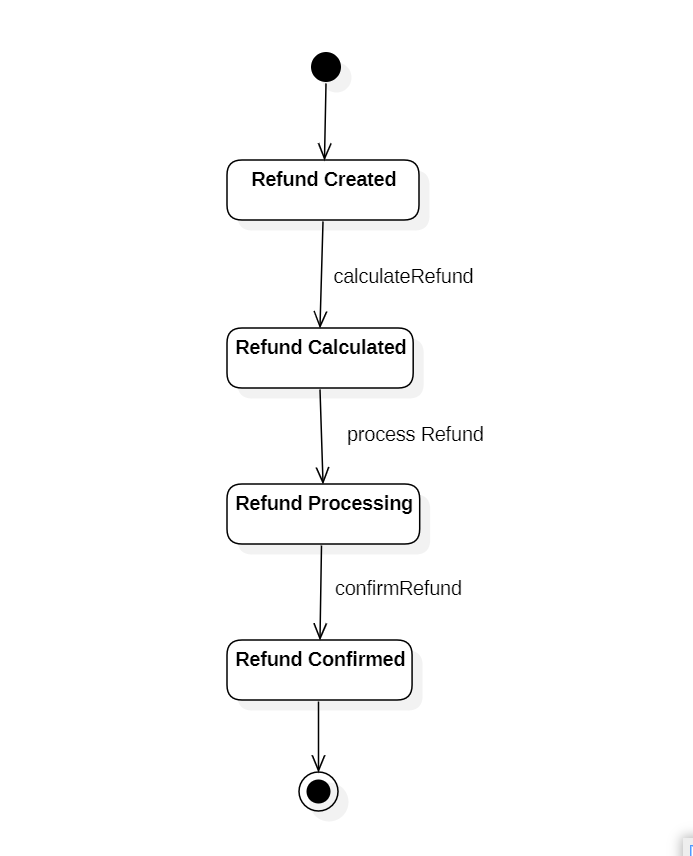 Refund Created
calculateRefund
Refund Calculated
process Refund
Refund Processing
confirmRefund
Refund Confirmed